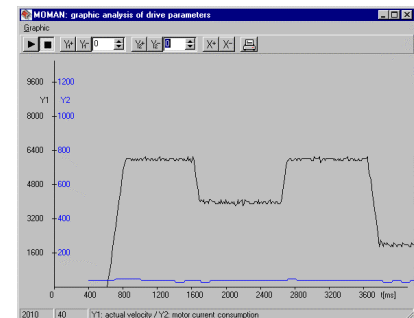 MOMAN: graphic analysis of drive parameters
Graphic
Y1+ Y1- 0 Y2+ Y2- 0 X+ X-
9600 1200
Y1 Y2
8000 1000
6400 800
4800 600
3200 400
1600 200
0 400 800 1200 1600 2000 2400 2800 3200 3600 t[ms]
2010 40 Y1: actual velocity / Y2: motor current consumption